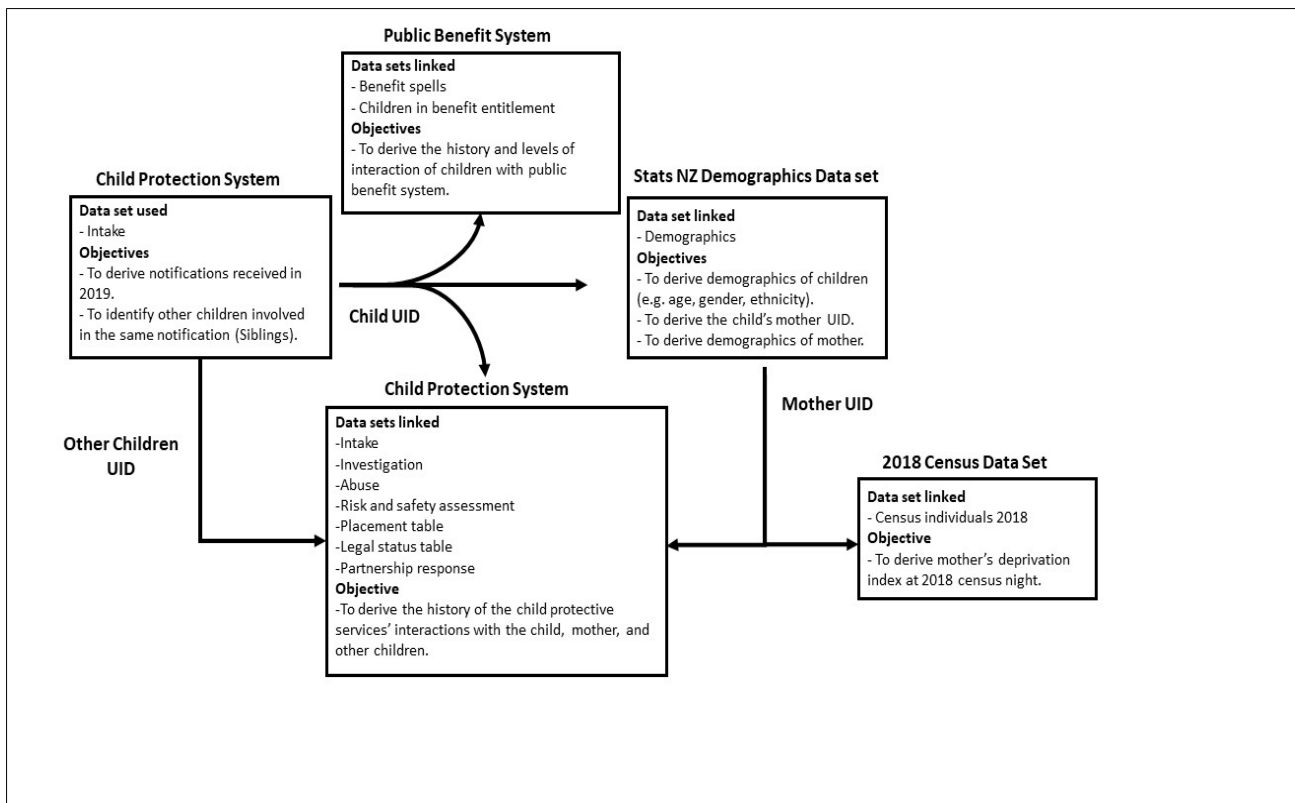 Public Benefit System
Data sets linked
- Benefit spells
- Children in benefit entitlement
Objectives
- To derive the history and levels of
interaction of children with public
benefit system.
Child Protection System
Data set used
- Intake
Objectives
- To derive notifications received in
2019.
- To identify other children involved
in the same notification (Siblings).
Child UID
Stats NZ Demographics Data set
Data set linked
- Demographics
Objectives
- To derive demographics of children
(e.g. age, gender, ethnicity).
- To derive the child's mother UID.
- To derive demographics of mother.
Other Children
UID
Child Protection System
Data sets linked
-Intake
-Investigation
-Abuse
-Risk and safety assessment
-Placement table
-Legal status table
-Partnership response
Objective
-To derive the history of the child protective
services' interactions with the child, mother, and
other children.
Mother UID
2018 Census Data Set
Data set linked
- Census individuals 2018
Objective
- To derive mother's deprivation
index at 2018 census night.